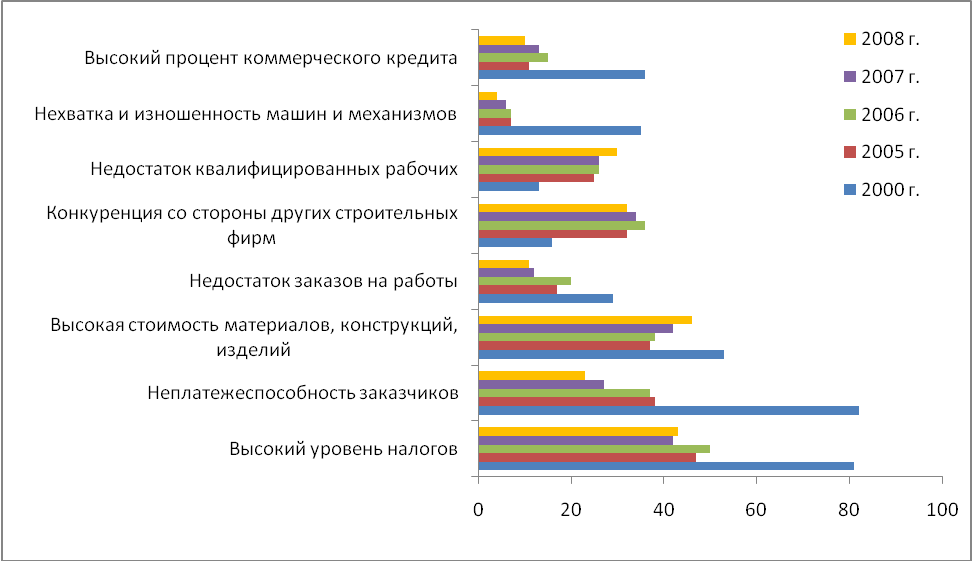 Высокий процент коммерческого кредита
Нехватка и изношенность машин и механизмов
Недостаток квалифицированных рабочих
Конкуренция со стороны других строительных
фирм
Недостаток заказов на работы
Высокая стоимость материалов, конструкций,
изделий
Неплатежеспособность заказчиков
Высокий уровень налогов
0 20 40 60 80 100
2008 г.
2007 г.
2006 г.
2005 г.
2000 г.